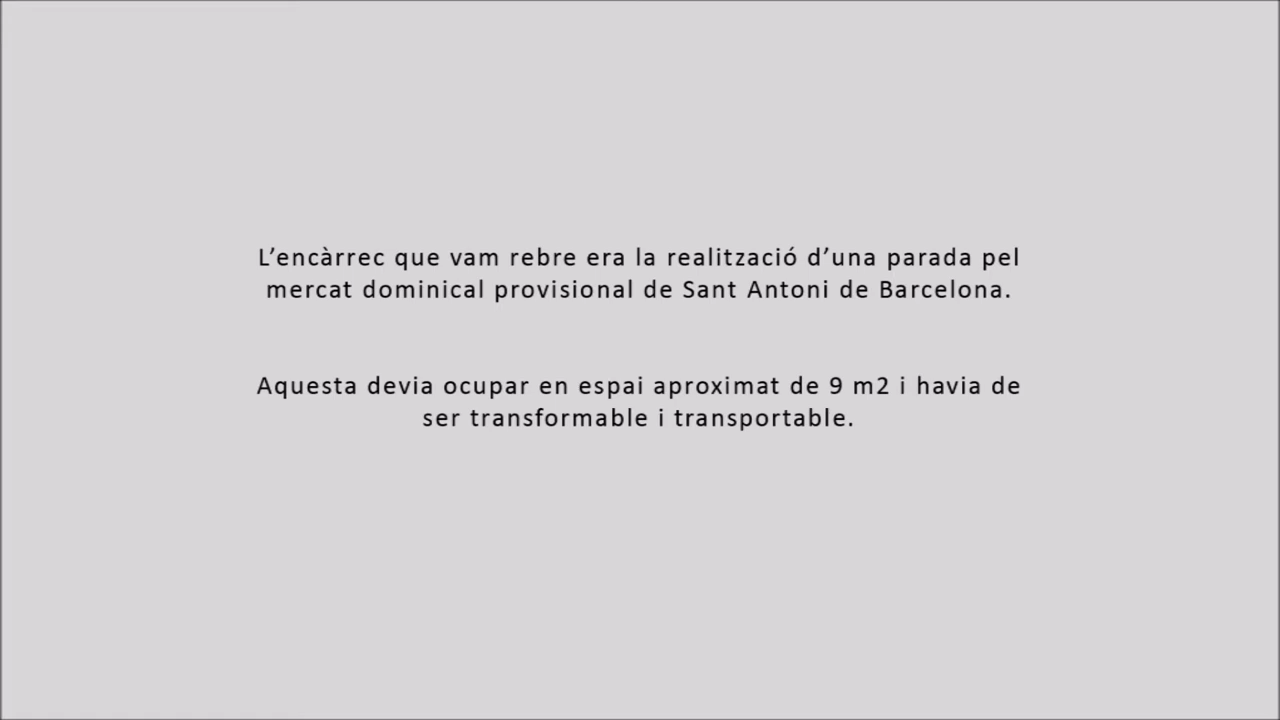 L’encàrrec que vam rebre era la realització d’una parada pel
mercat dominical provisional de Sant Antoni de Barcelona.
Aquesta devia ocupar en espai aproximat de 9 m2 i havia de
ser transformable i transportable.